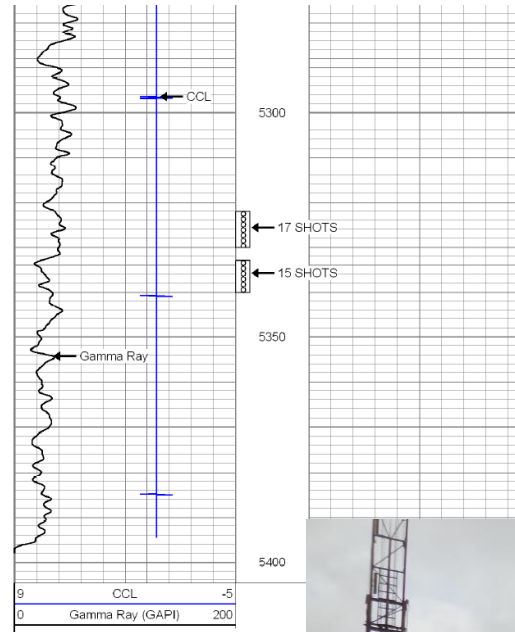 CCL
5300
17 SHOTS
15 SHOTS
5350
Gamma Ray
5400
9 CCL -5
0 Gamma Ray (GAPI) 200